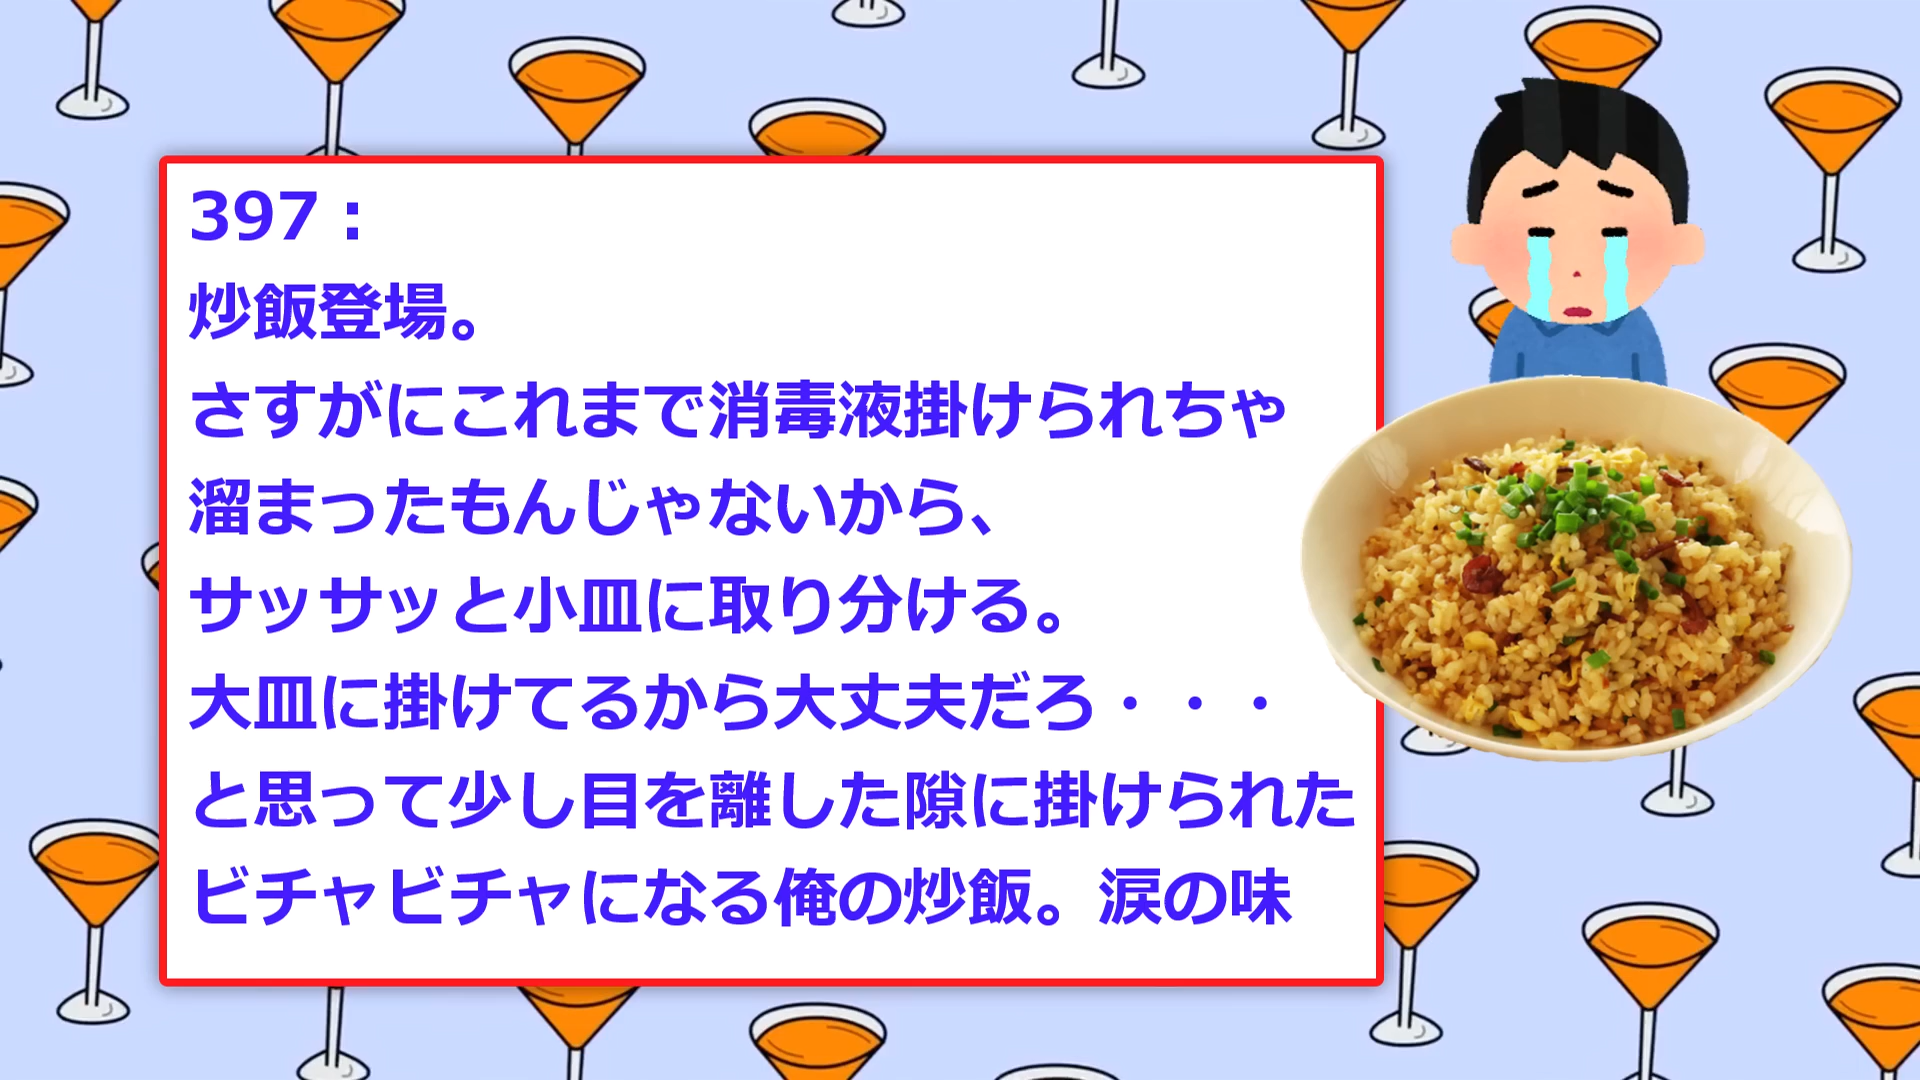 397：
炒飯登場。
さすがにこれまで消毒液掛けられちゃ
溜まったもんじゃないから、
サッサッと小皿に取り分ける。
大皿に掛けてるから大丈夫だろ・・・
と思って少し目を離した隙に掛けられた
ビチャビチャになる俺の炒飯。涙の味